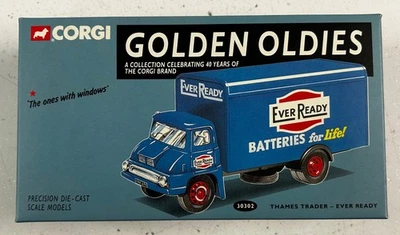 CORGI
GOLDEN OLDIES
A COLLECTION CELEBRATING 40 YEARS OF
THE CORGI BRAND
'The ones with windows'
EVER READY
EVER READY
BATTERIES for life!
PRECISION DIE-CAST
SCALE MODELS
30302
THAMES TRADER – EVER READY